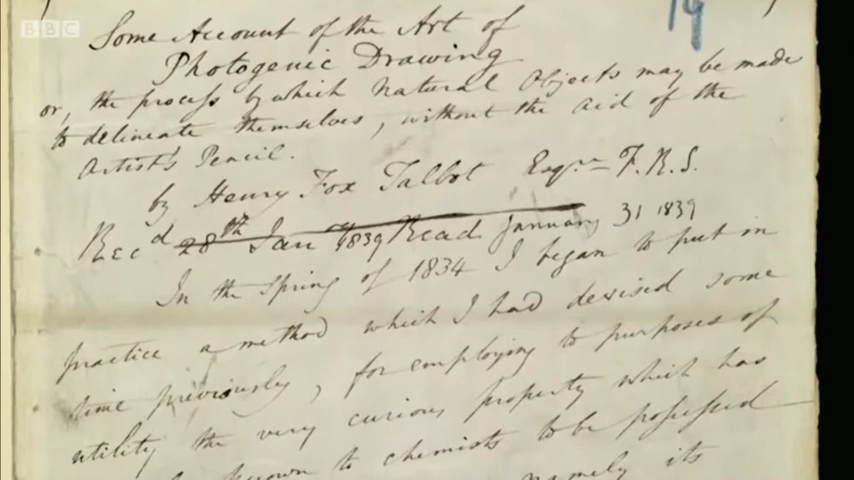 BBC
19
Some Account of the Art of
Photogenic Drawing
or, the process by which Natural Objects may be made
to delineate themselves, without the aid of the
Artist's Pencil.
by Henry Fox Talbot Esqre F.R.S.
Recd 28th Jan 1839 Read January 31 1839
In the Spring of 1834 I began to put in
practice a method which I had devised some
time previously, for employing to purposes of
utility the very curious property which has
known to chemists to be possessed
namely its